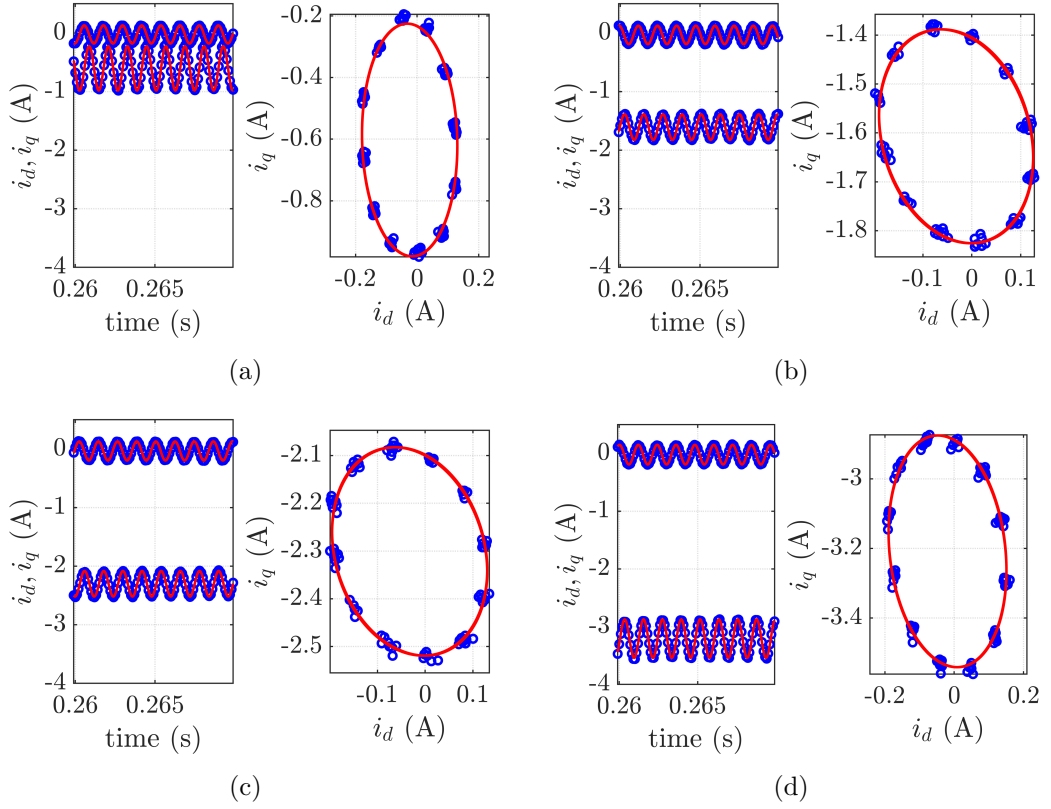 0
-1
-2
-3
-4
0.26 0.265
time (s)
i_d, i_q (A)
-0.2
-0.4
-0.6
-0.8
-0.2 0 0.2
i_d (A)
i_q (A)
(a)
0
-1
-2
-3
-4
0.26 0.265
time (s)
i_d, i_q (A)
-1.4
-1.5
-1.6
-1.7
-1.8
-0.1 0 0.1
i_d (A)
i_q (A)
(b)
0
-1
-2
-3
-4
0.26 0.265
time (s)
i_d, i_q (A)
-2.1
-2.2
-2.3
-2.4
-2.5
-0.1 0 0.1
i_d (A)
i_q (A)
(c)
0
-1
-2
-3
-4
0.26 0.265
time (s)
i_d, i_q (A)
-3
-3.2
-3.4
-0.2 0 0.2
i_d (A)
i_q (A)
(d)